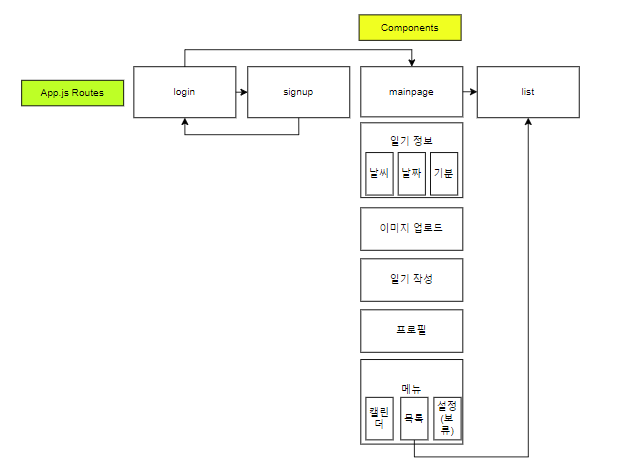 Components
App.js Routes
login
signup
mainpage
list
일기 정보
날씨
날짜
기분
이미지 업로드
일기 작성
프로필
메뉴
캘린
더
목록
설정
(보
류)